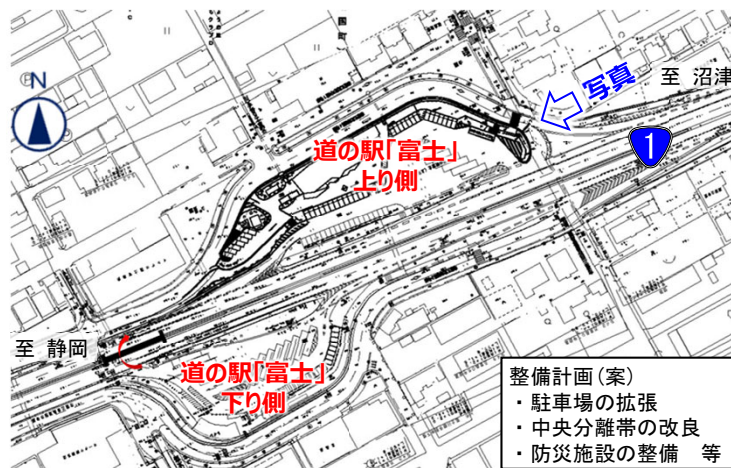 N
写真
至 沼津
1
道の駅「富士」
上り側
至 静岡
道の駅「富士」
下り側
整備計画(案)
・駐車場の拡張
・中央分離帯の改良
・防災施設の整備 等